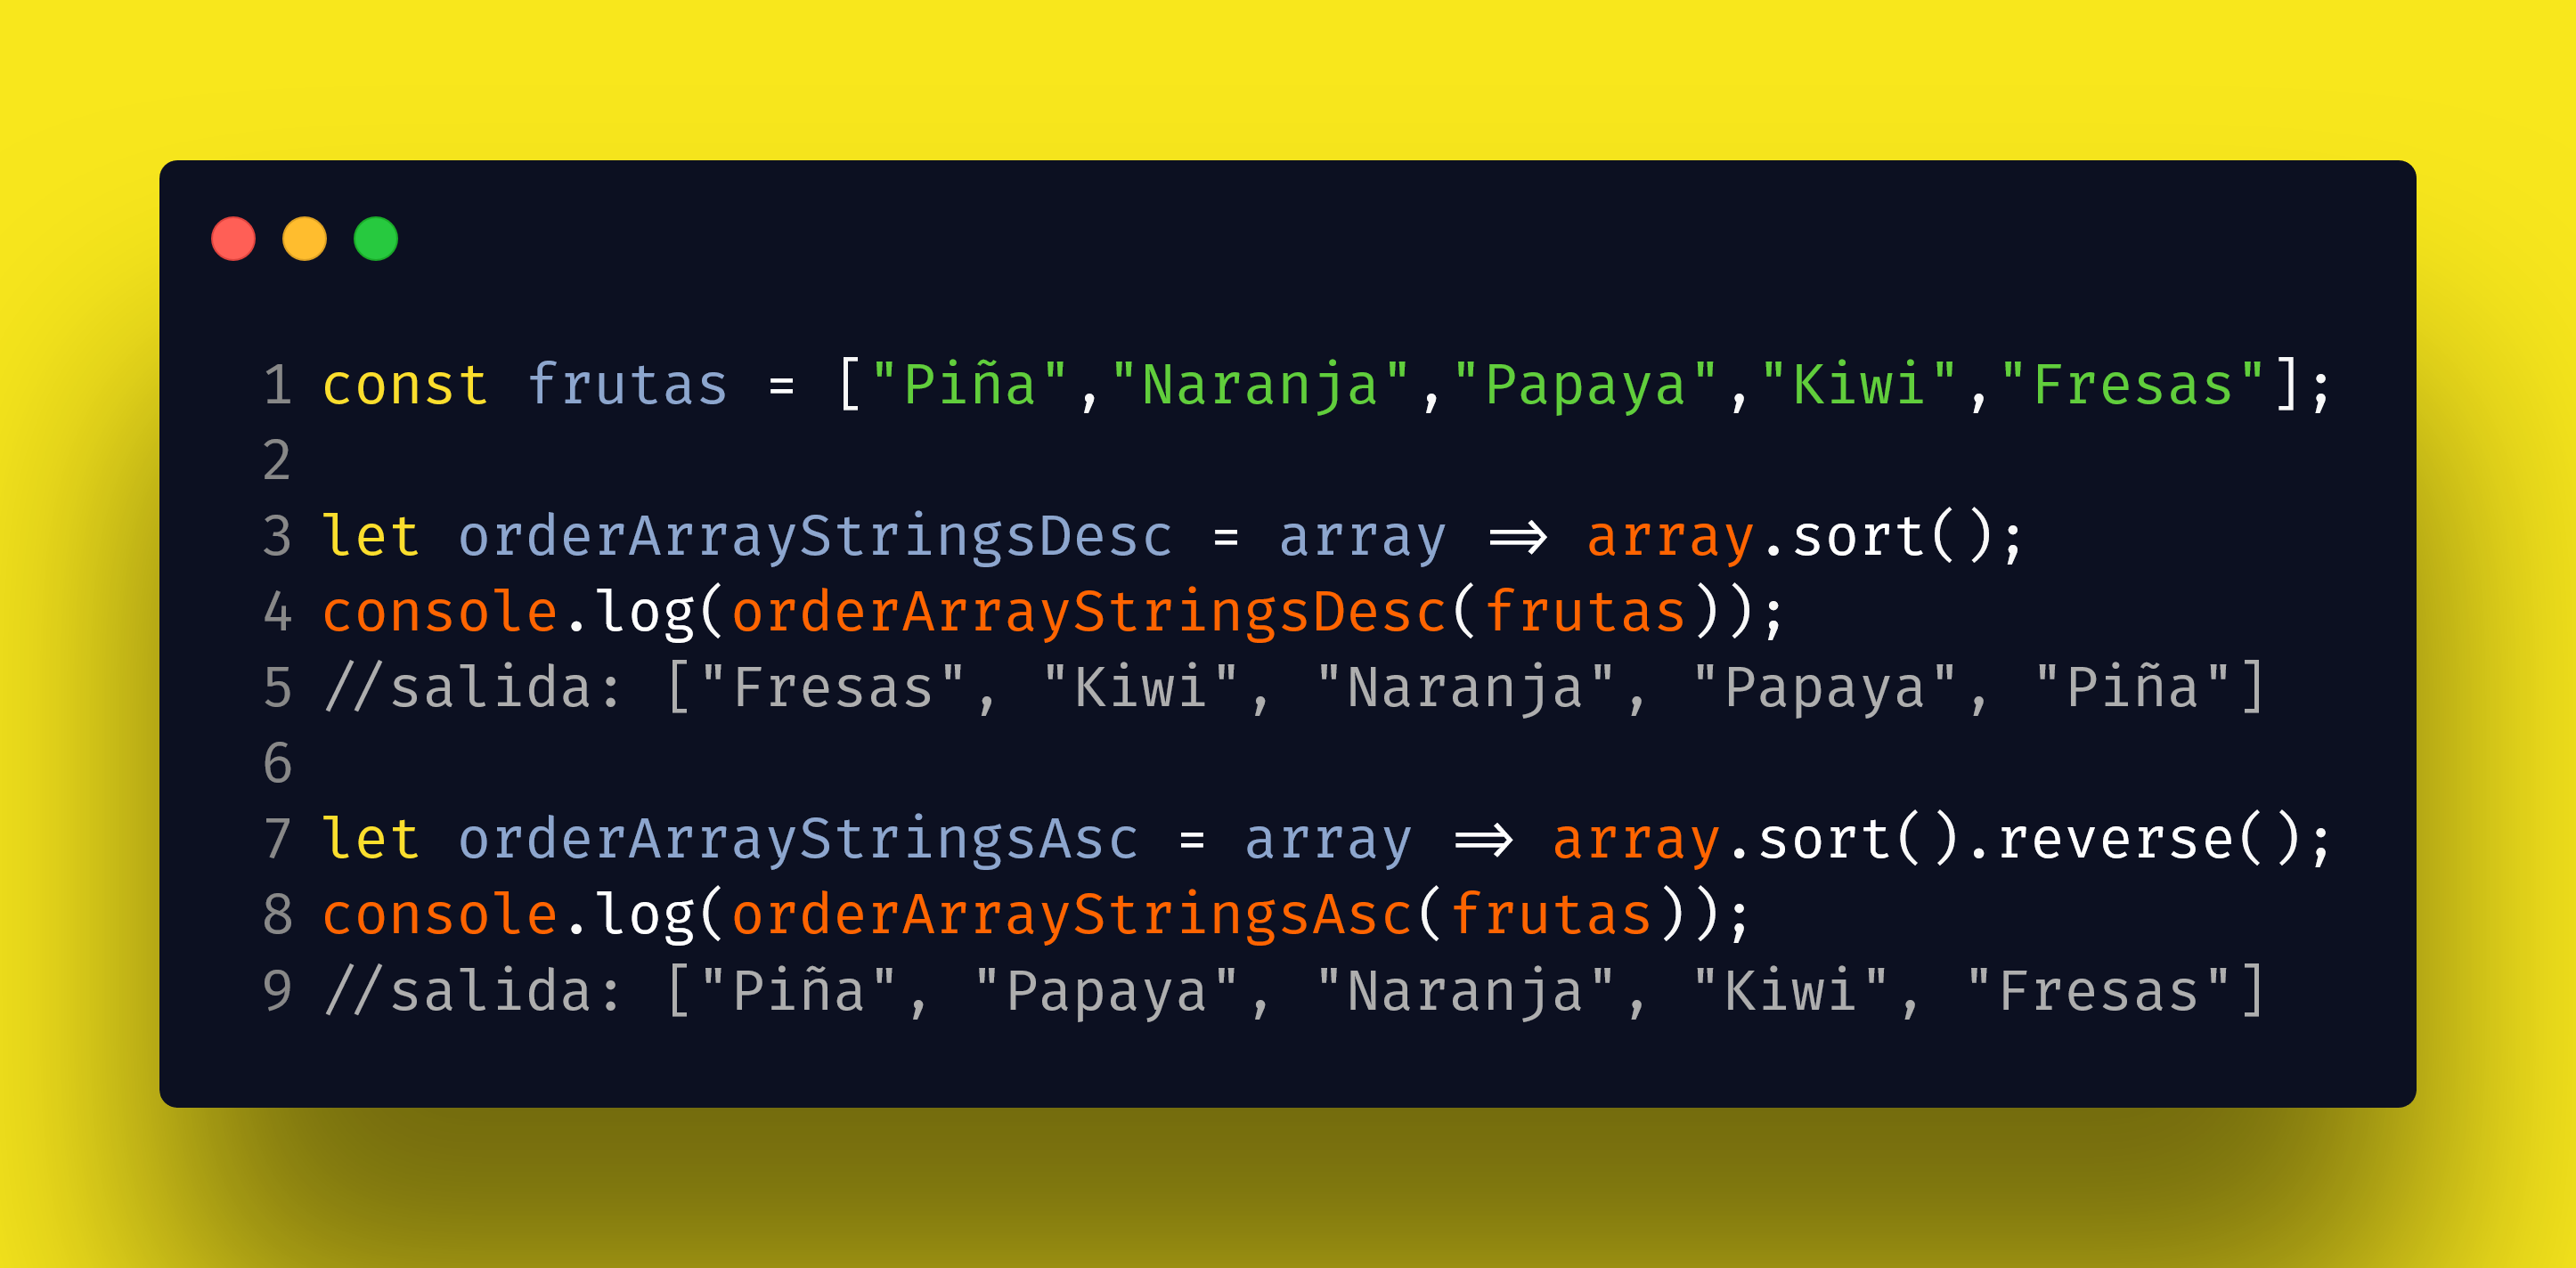 1 const frutas = ["Piña","Naranja","Papaya","Kiwi","Fresas"];
2
3 let orderArrayStringsDesc = array => array.sort();
4 console.log(orderArrayStringsDesc(frutas));
5 //salida: ["Fresas", "Kiwi", "Naranja", "Papaya", "Piña"]
6
7 let orderArrayStringsAsc = array => array.sort().reverse();
8 console.log(orderArrayStringsAsc(frutas));
9 //salida: ["Piña", "Papaya", "Naranja", "Kiwi", "Fresas"]